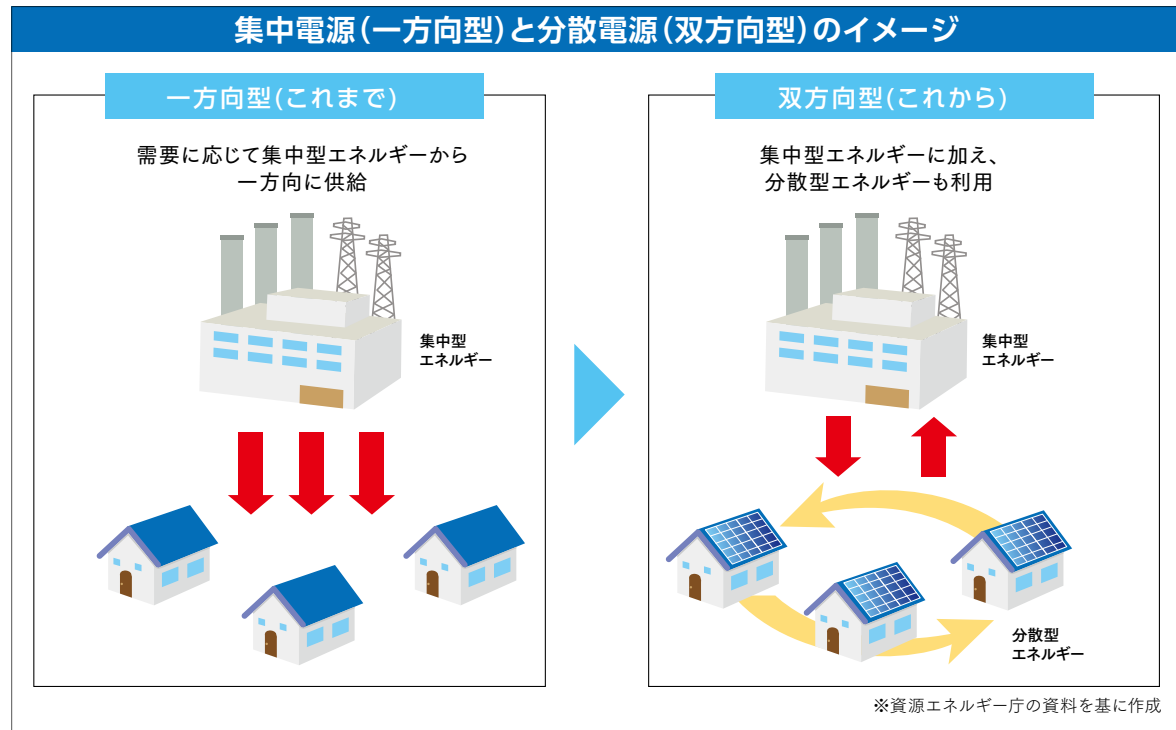 集中電源(一方向型)と分散電源(双方向型)のイメージ
一方向型(これまで)
需要に応じて集中型エネルギーから
一方向に供給
集中型
エネルギー
双方向型(これから)
集中型エネルギーに加え、
分散型エネルギーも利用
集中型
エネルギー
分散型
エネルギー
※資源エネルギー庁の資料を基に作成